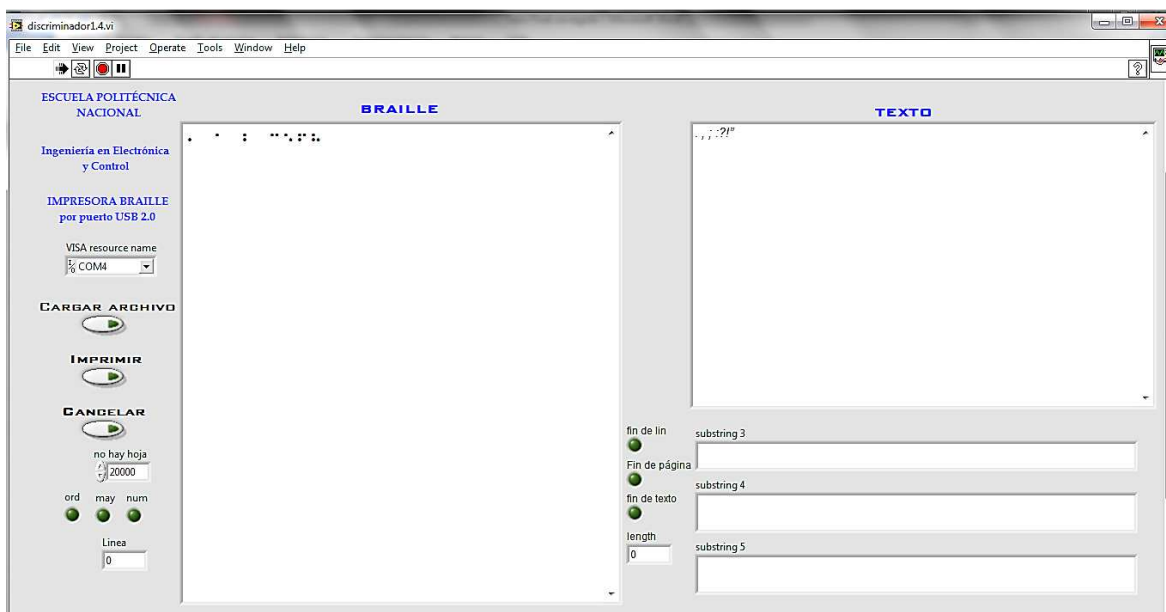 discriminador1.4.vi
File Edit View Project Operate Tools Window Help
ESCUELA POLITÉCNICA
NACIONAL
Ingeniería en Electrónica
y Control
IMPRESORA BRAILLE
por puerto USB 2.0
VISA resource name
COM4
CARGAR ARCHIVO
IMPRIMIR
CANCELAR
no hay hoja
20000
ord may num
Linea
0
BRAILLE
TEXTO
. , ; :?!"
fin de lin
Fin de página
fin de texto
length
0
substring 3
substring 4
substring 5